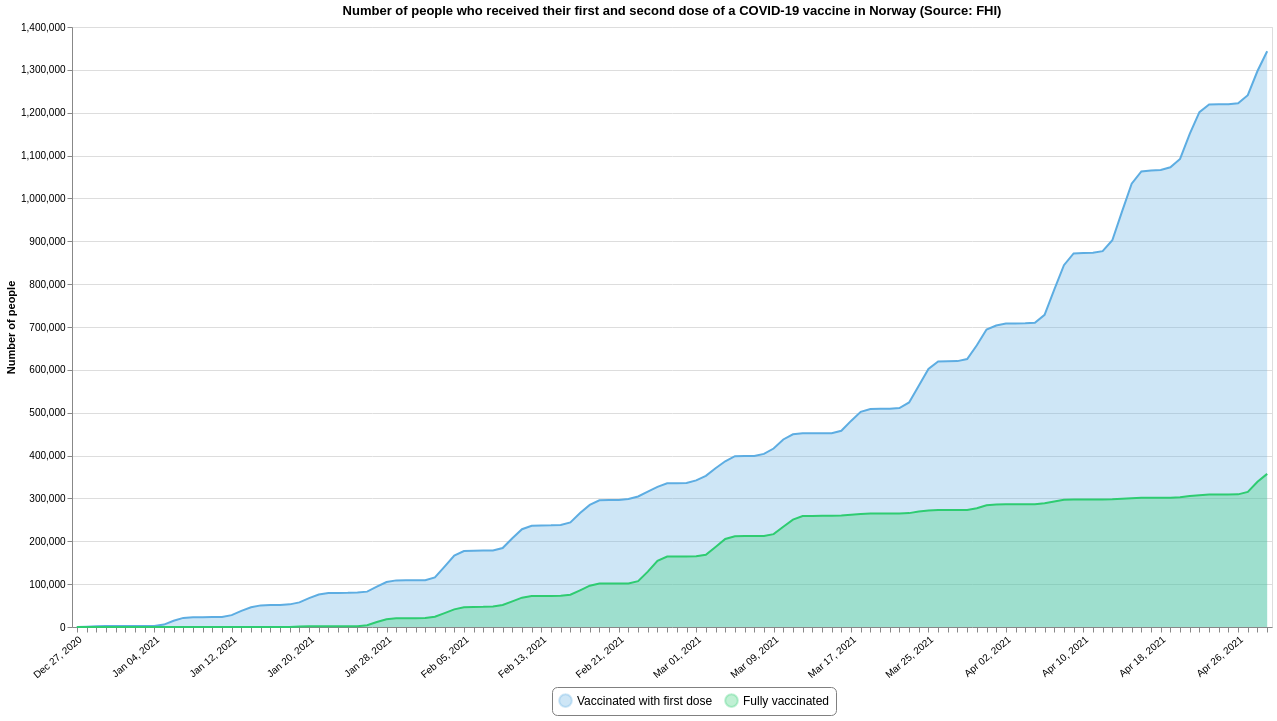 Number of people who received their first and second dose of a COVID-19 vaccine in Norway (Source: FHI)
Number of people
1,400,000
1,300,000
1,200,000
1,100,000
1,000,000
900,000
800,000
700,000
600,000
500,000
400,000
300,000
200,000
100,000
0
Dec 27, 2020
Jan 04, 2021
Jan 12, 2021
Jan 20, 2021
Jan 28, 2021
Feb 05, 2021
Feb 13, 2021
Feb 21, 2021
Mar 01, 2021
Mar 09, 2021
Mar 17, 2021
Mar 25, 2021
Apr 02, 2021
Apr 10, 2021
Apr 18, 2021
Apr 26, 2021
Vaccinated with first dose
Fully vaccinated